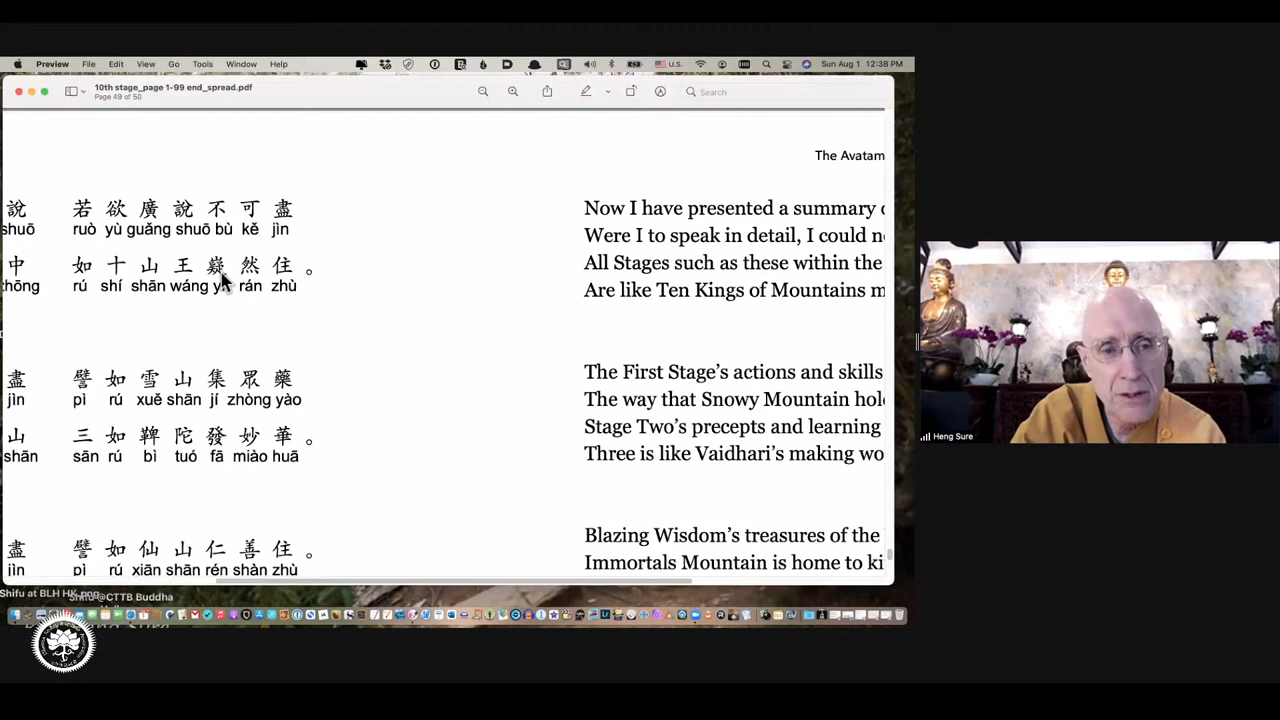 Preview File Edit View Go Tools Window Help
U.S. Sun Aug 1 12:38 PM
10th stage_page 1-99 end_spread.pdf
Page 49 of 50
Search
The Avatam
說 若欲廣說不可盡
shuō ruò yù guǎng shuō bù kě jìn
中 如十山王嶷然住。
zhōng rú shí shān wáng rán zhù
盡 譬如雪山集眾藥
jìn pì rú xuě shān jí zhòng yào
山 三如鞞陀發妙華。
shān sān rú bì tuó fā miào huā
盡 譬如仙山仁善住。
jìn pì rú xiān shān rén shàn zhù
Now I have presented a summary
Were I to speak in detail, I could
All Stages such as these within the
Are like Ten Kings of Mountains
The First Stage's actions and skills
The way that Snowy Mountain
Stage Two's precepts and learning
Three is like Vaidhari's making
Blazing Wisdom's treasures of the
Immortals Mountain is home to
Heng Sure
Shifu at BLH HK.png
Shifu@CTTB Buddha